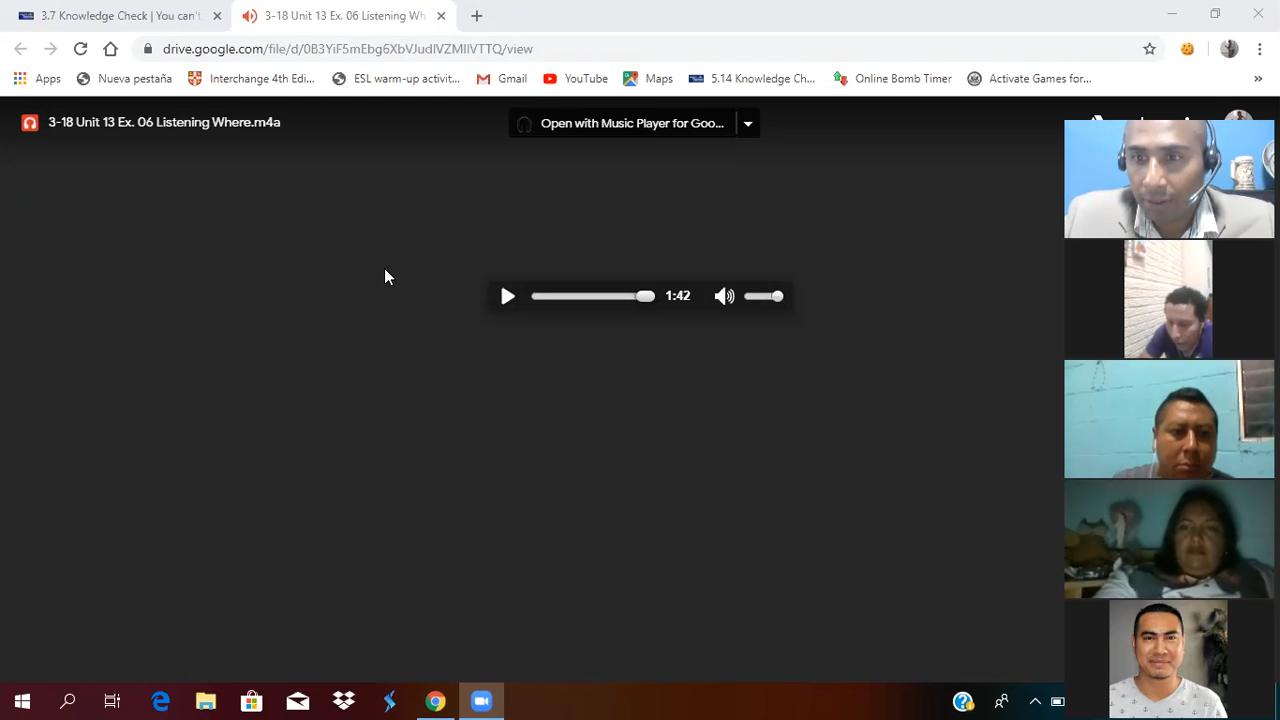 3.7 Knowledge Check | You can't
3-18 Unit 13 Ex. 06 Listening Wh
drive.google.com/file/d/0B3YiF5mEbg6XbVJudlVZMllVTTQ/view
Apps
Nueva pestaña
Interchange 4th Edi...
ESL warm-up activit...
Gmail
YouTube
Maps
5.14 Knowledge Ch...
Online Bomb Timer
Activate Games for...
»
3-18 Unit 13 Ex. 06 Listening Where.m4a
Open with Music Player for Goo...
1:42